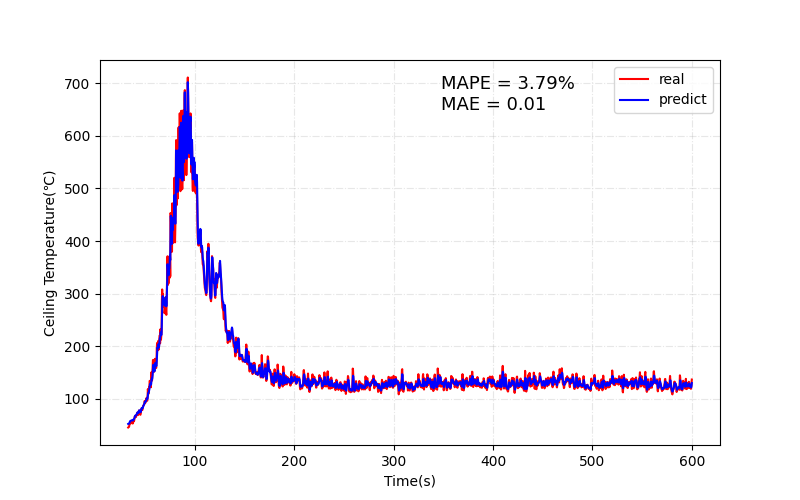 MAPE = 3.79%
MAE = 0.01
real
predict
700
600
500
400
300
200
100
Ceiling Temperature(℃)
100 200 300 400 500 600
Time(s)